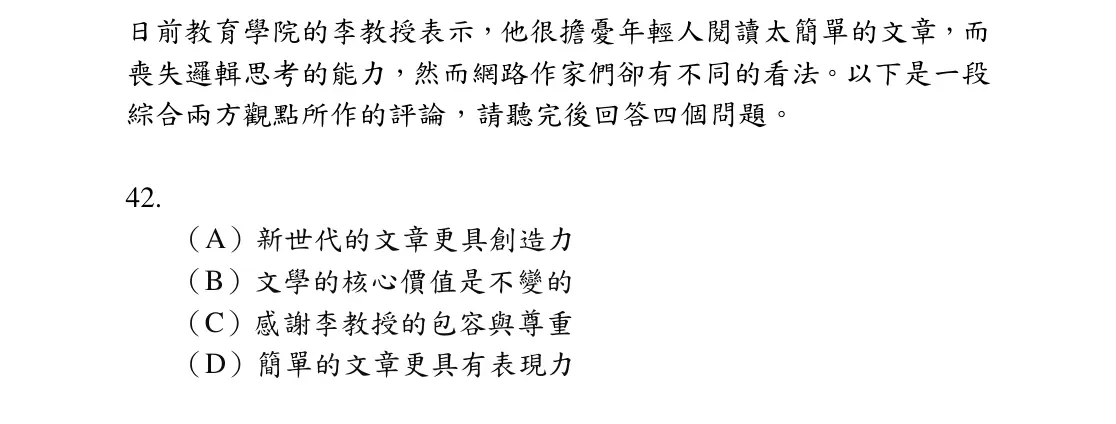 日前教育學院的李教授表示，他很擔憂年輕人閱讀太簡單的文章，而
喪失邏輯思考的能力，然而網路作家們卻有不同的看法。以下是一段
綜合兩方觀點所作的評論，請聽完後回答四個問題。
42.
（A）新世代的文章更具創造力
（B）文學的核心價值是不變的
（C）感謝李教授的包容與尊重
（D）簡單的文章更具有表現力